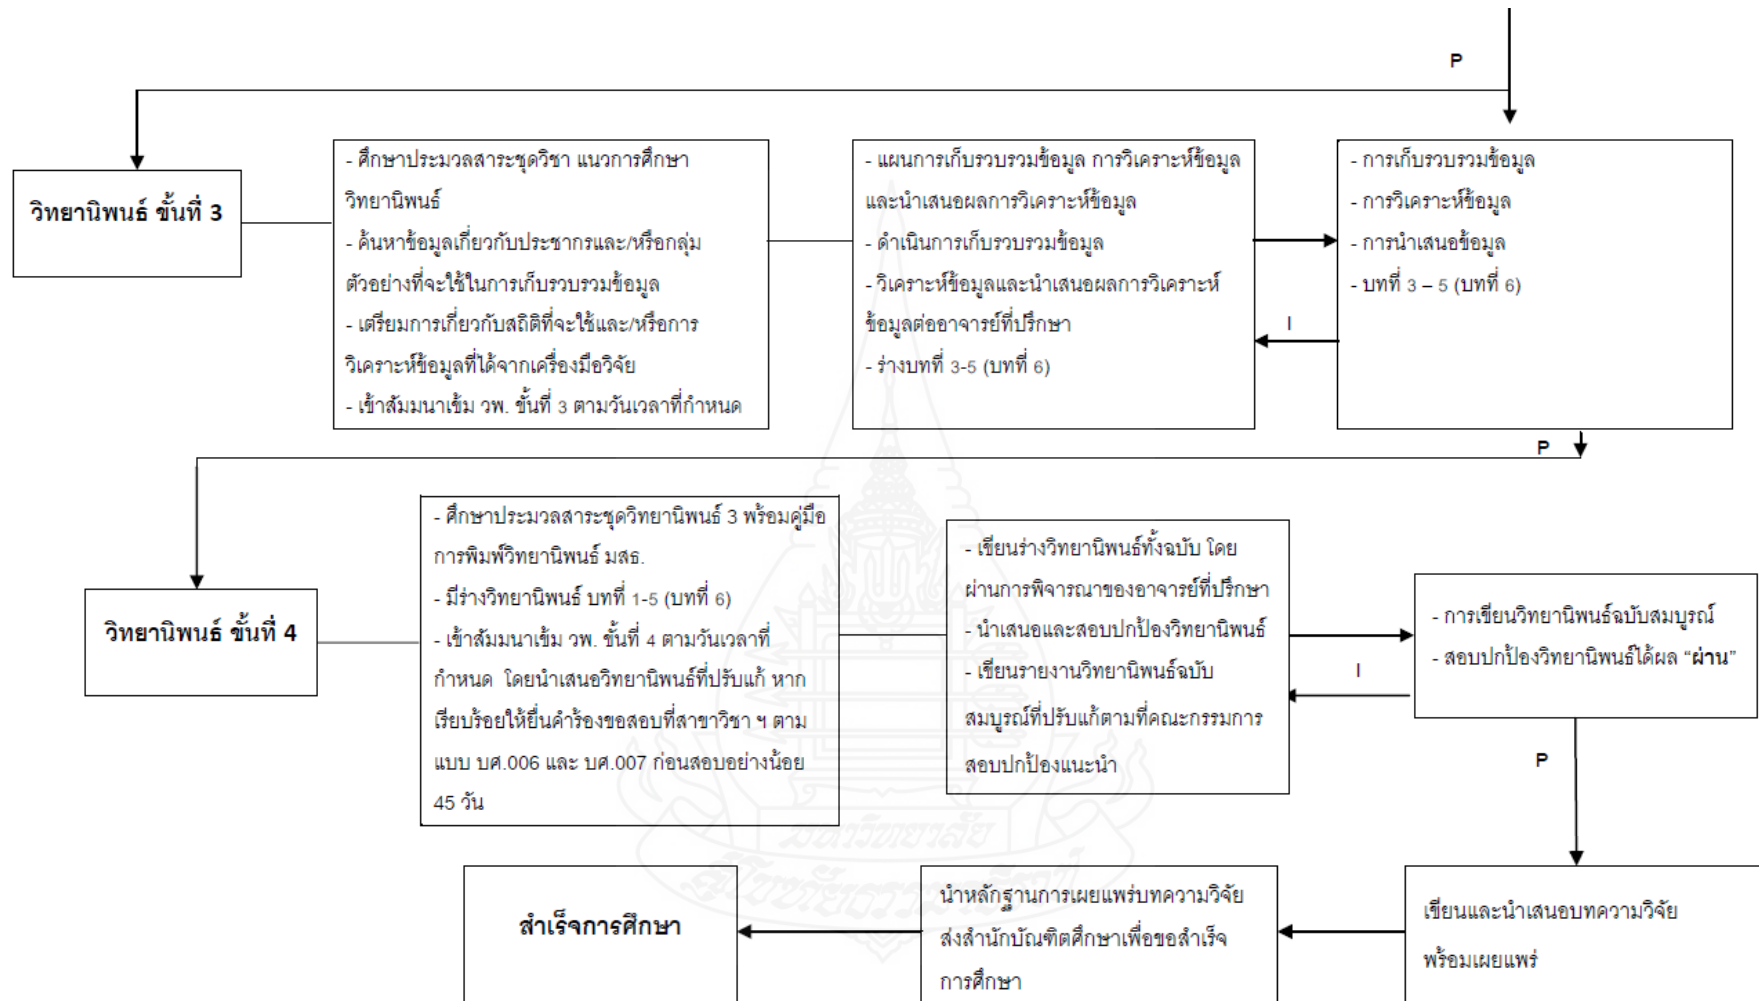 P
วิทยานิพนธ์ ขั้นที่ 3
- ศึกษาประมวลสาระชุดวิชา แนวการศึกษา
วิทยานิพนธ์
- ค้นหาข้อมูลเกี่ยวกับประชากรและ/หรือกลุ่ม
ตัวอย่างที่จะใช้ในการเก็บรวบรวมข้อมูล
- เตรียมการเกี่ยวกับสถิติที่จะใช้และ/หรือการ
วิเคราะห์ข้อมูลที่ได้จากเครื่องมือวิจัย
- เข้าสัมมนาเข้ม วพ. ขั้นที่ 3 ตามวันเวลาที่กำหนด
- แผนการเก็บรวบรวมข้อมูล การวิเคราะห์ข้อมูล
และนำเสนอผลการวิเคราะห์ข้อมูล
- ดำเนินการเก็บรวบรวมข้อมูล
- วิเคราะห์ข้อมูลและนำเสนอผลการวิเคราะห์
ข้อมูลต่ออาจารย์ที่ปรึกษา
- ร่างบทที่ 3-5 (บทที่ 6)
I
- การเก็บรวบรวมข้อมูล
- การวิเคราะห์ข้อมูล
- การนำเสนอข้อมูล
- บทที่ 3 – 5 (บทที่ 6)
P
วิทยานิพนธ์ ขั้นที่ 4
- ศึกษาประมวลสาระชุดวิทยานิพนธ์ 3 พร้อมคู่มือ
การพิมพ์วิทยานิพนธ์ มสธ.
- มีร่างวิทยานิพนธ์ บทที่ 1-5 (บทที่ 6)
- เข้าสัมมนาเข้ม วพ. ขั้นที่ 4 ตามวันเวลาที่
กำหนด โดยนำเสนอวิทยานิพนธ์ที่ปรับแก้ หาก
เรียบร้อยให้ยื่นคำร้องขอสอบที่สาขาวิชา ฯ ตาม
แบบ บศ.006 และ บศ.007 ก่อนสอบอย่างน้อย
45 วัน
- เขียนร่างวิทยานิพนธ์ทั้งฉบับ โดย
ผ่านการพิจารณาของอาจารย์ที่ปรึกษา
- นำเสนอและสอบปกป้องวิทยานิพนธ์
- เขียนรายงานวิทยานิพนธ์ฉบับ
สมบูรณ์ที่ปรับแก้ตามที่คณะกรรมการ
สอบปกป้องแนะนำ
I
- การเขียนวิทยานิพนธ์ฉบับสมบูรณ์
- สอบปกป้องวิทยานิพนธ์ได้ผล “ผ่าน”
P
สำเร็จการศึกษา
นำหลักฐานการเผยแพร่บทความวิจัย
ส่งสำนักบัณฑิตศึกษาเพื่อขอสำเร็จ
การศึกษา
เขียนและนำเสนอบทความวิจัย
พร้อมเผยแพร่
มหาวิทยาลัย
สุโขทัยธรรมาธิราช